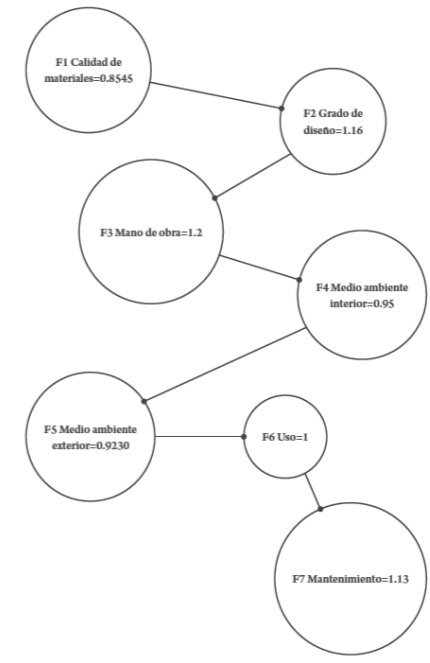 F1 Calidad de
materiales=0.8545
F2 Grado de
diseño=1.16
F3 Mano de obra=1.2
F4 Medio ambiente
interior=0.95
F5 Medio ambiente
exterior=0.9230
F6 Uso=1
F7 Mantenimiento=1.13